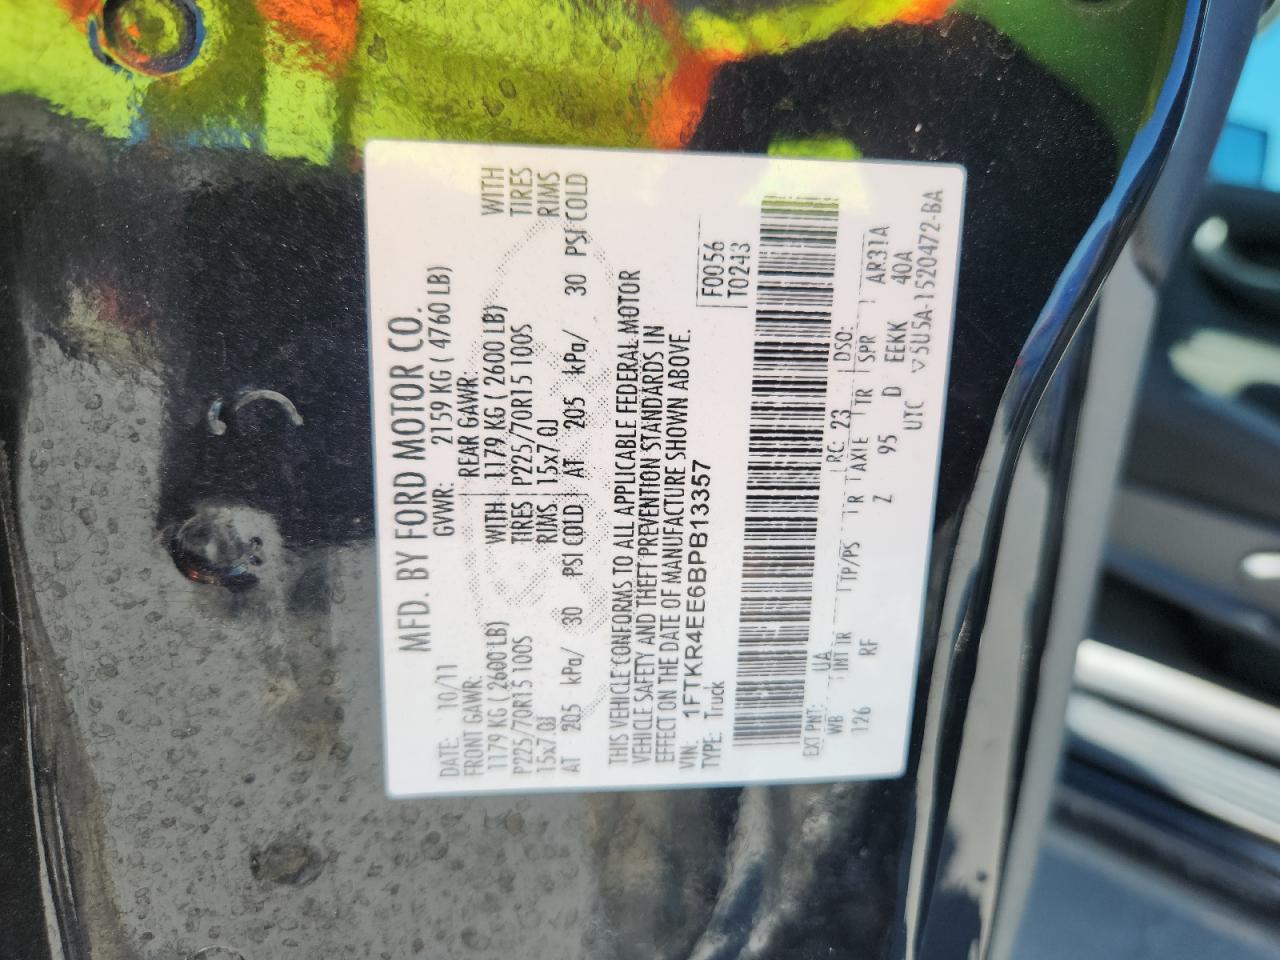 MFD. BY FORD MOTOR CO.
DATE: 10/11 GVWR: 2159 KG ( 4760 LB)
FRONT GAWR: REAR GAWR:
1179 KG ( 2600 LB) WITH 1179 KG ( 2600 LB) WITH
P225/70R15 100S TIRES P225/70R15 100S TIRES
15x7.0J RIMS 15x7.0J RIMS
AT 205 kPa/ 30 PSI COLD AT 205 kPa/ 30 PSI COLD
THIS VEHICLE CONFORMS TO ALL APPLICABLE FEDERAL MOTOR
VEHICLE SAFETY AND THEFT PREVENTION STANDARDS IN
EFFECT ON THE DATE OF MANUFACTURE SHOWN ABOVE.
VIN: 1FTKR4EE6BPB13357 F0056
TYPE: Truck T0243
EXT PNT: UA RC: 23 DSO:
WB INT TR TP/PS R AXLE TR SPR AR31A
126 RF Z 95 D EEKK 40A
UTC ▽5U5A-1520472-BA